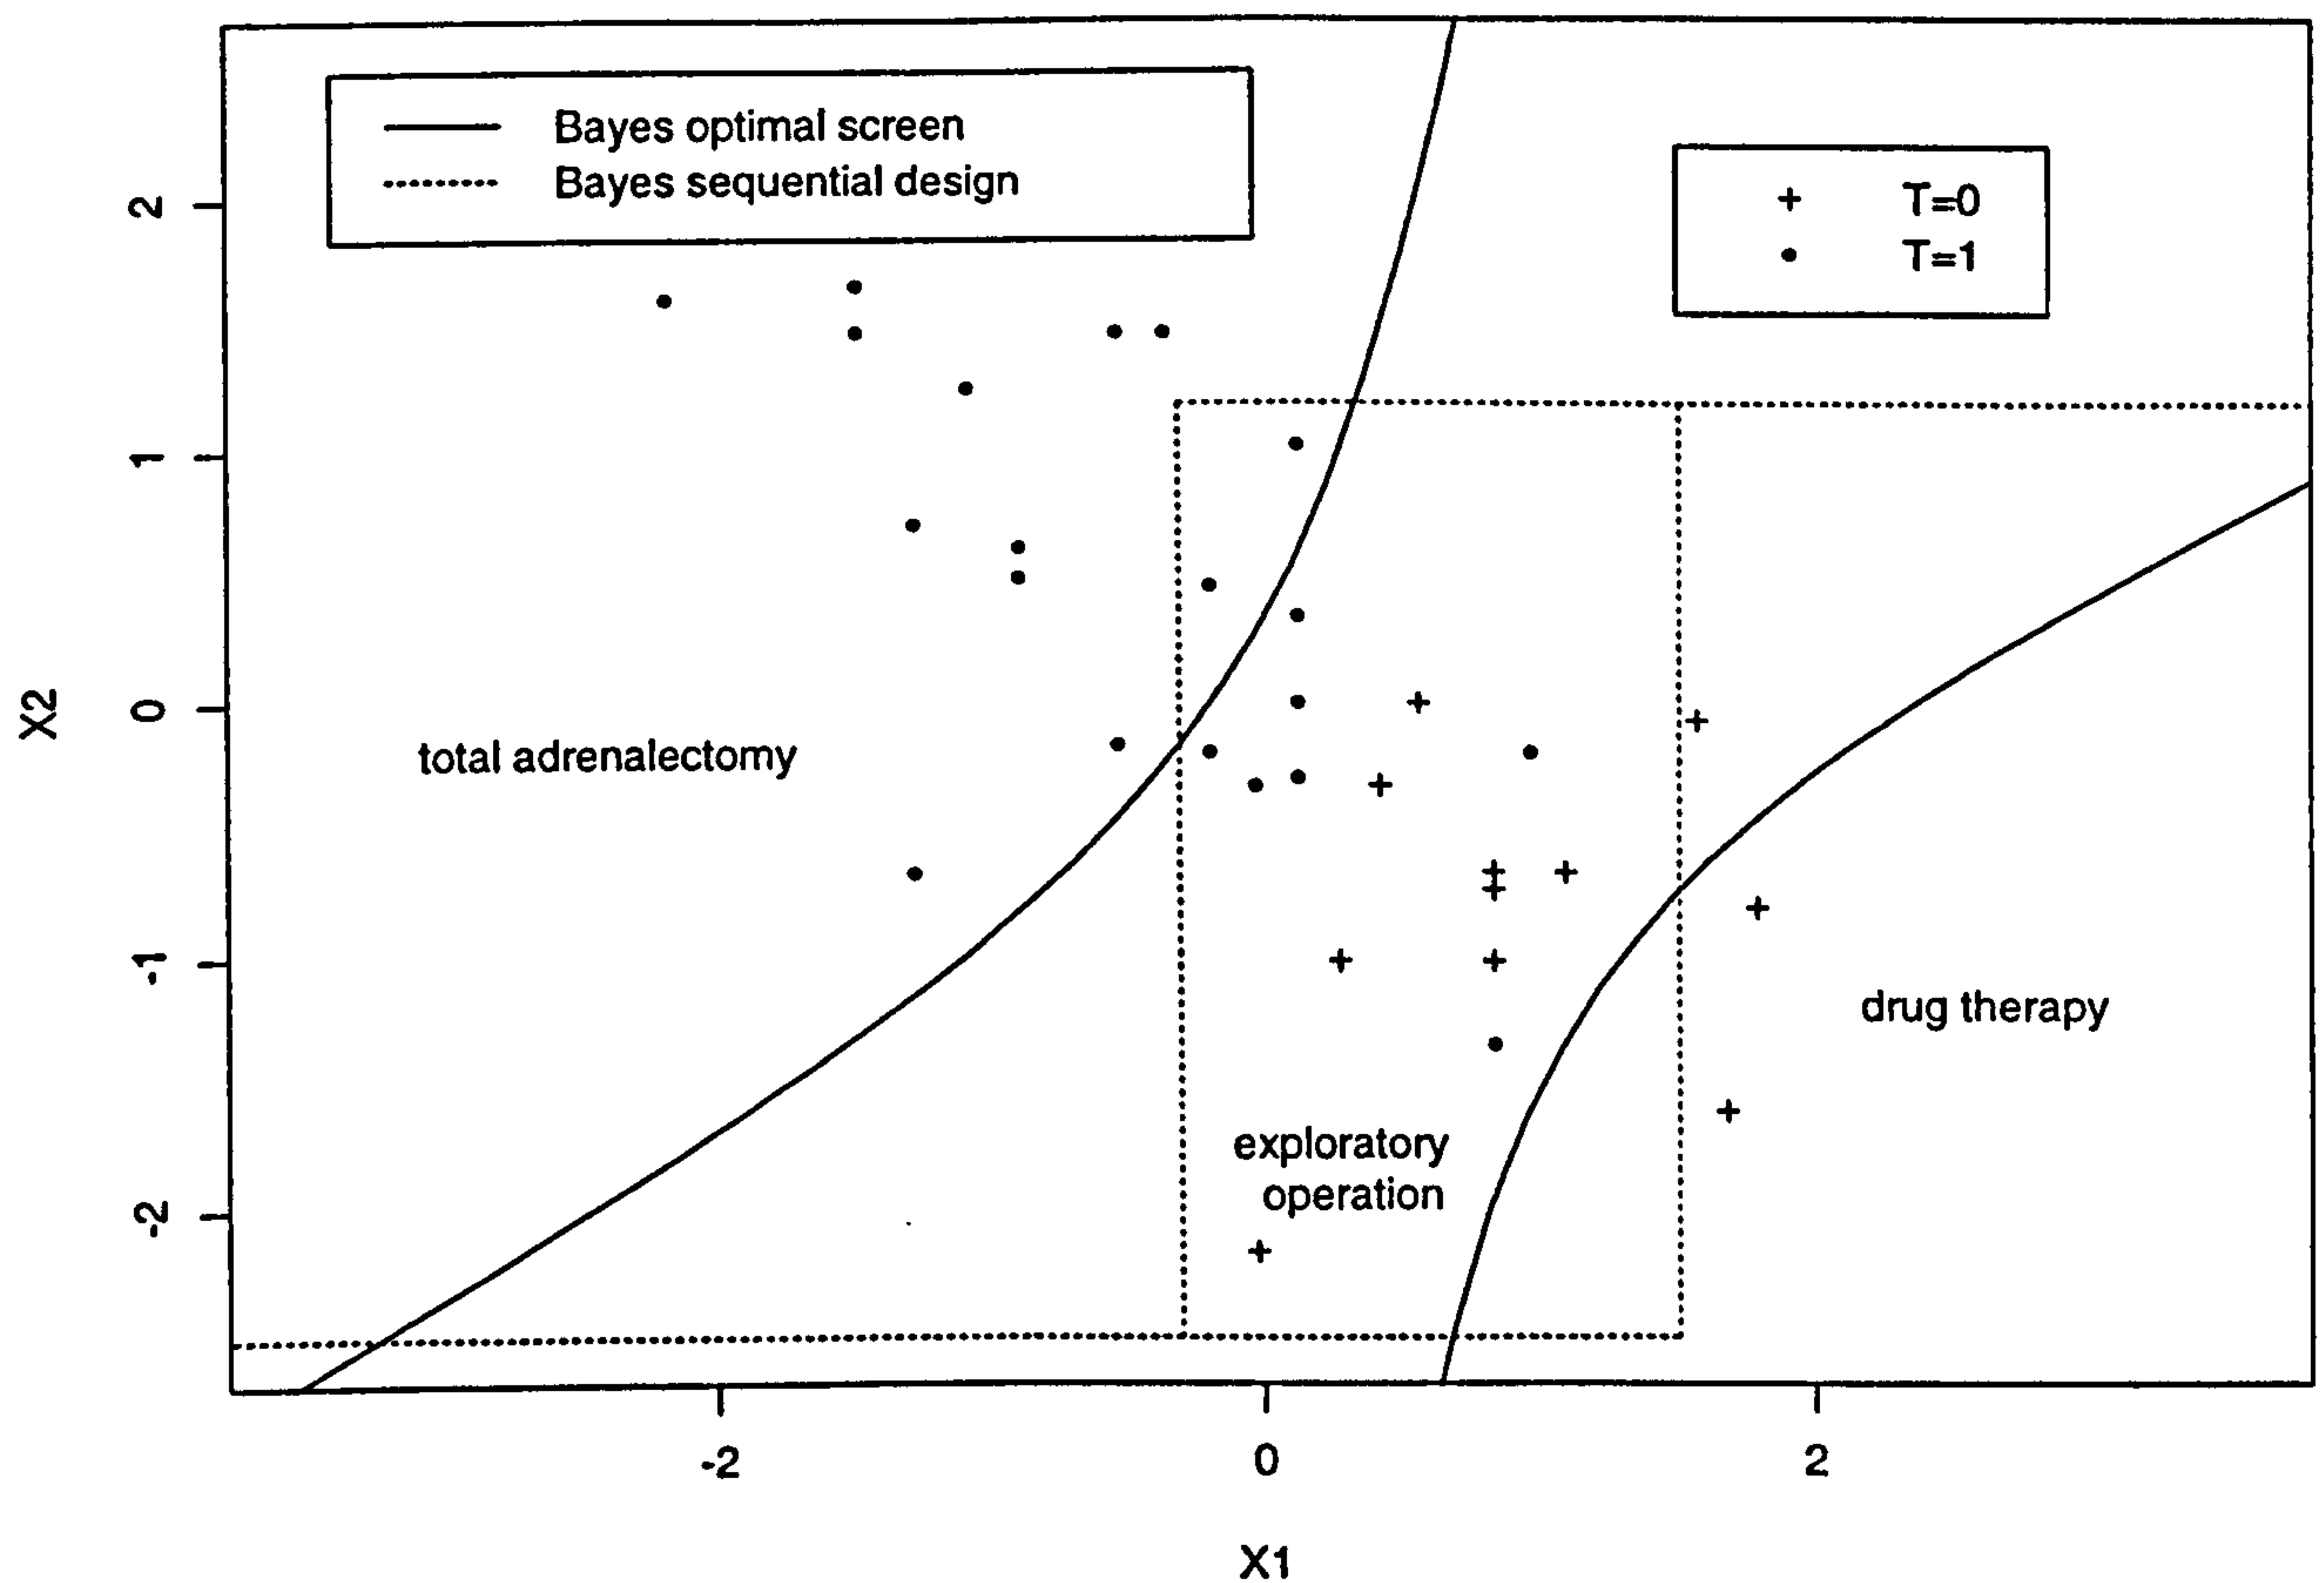 Bayes optimal screen
Bayes sequential design
T=0
T=1
2
1
0
-1
-2
X2
total adrenalectomy
drug therapy
exploratory
operation
-2
0
2
X1